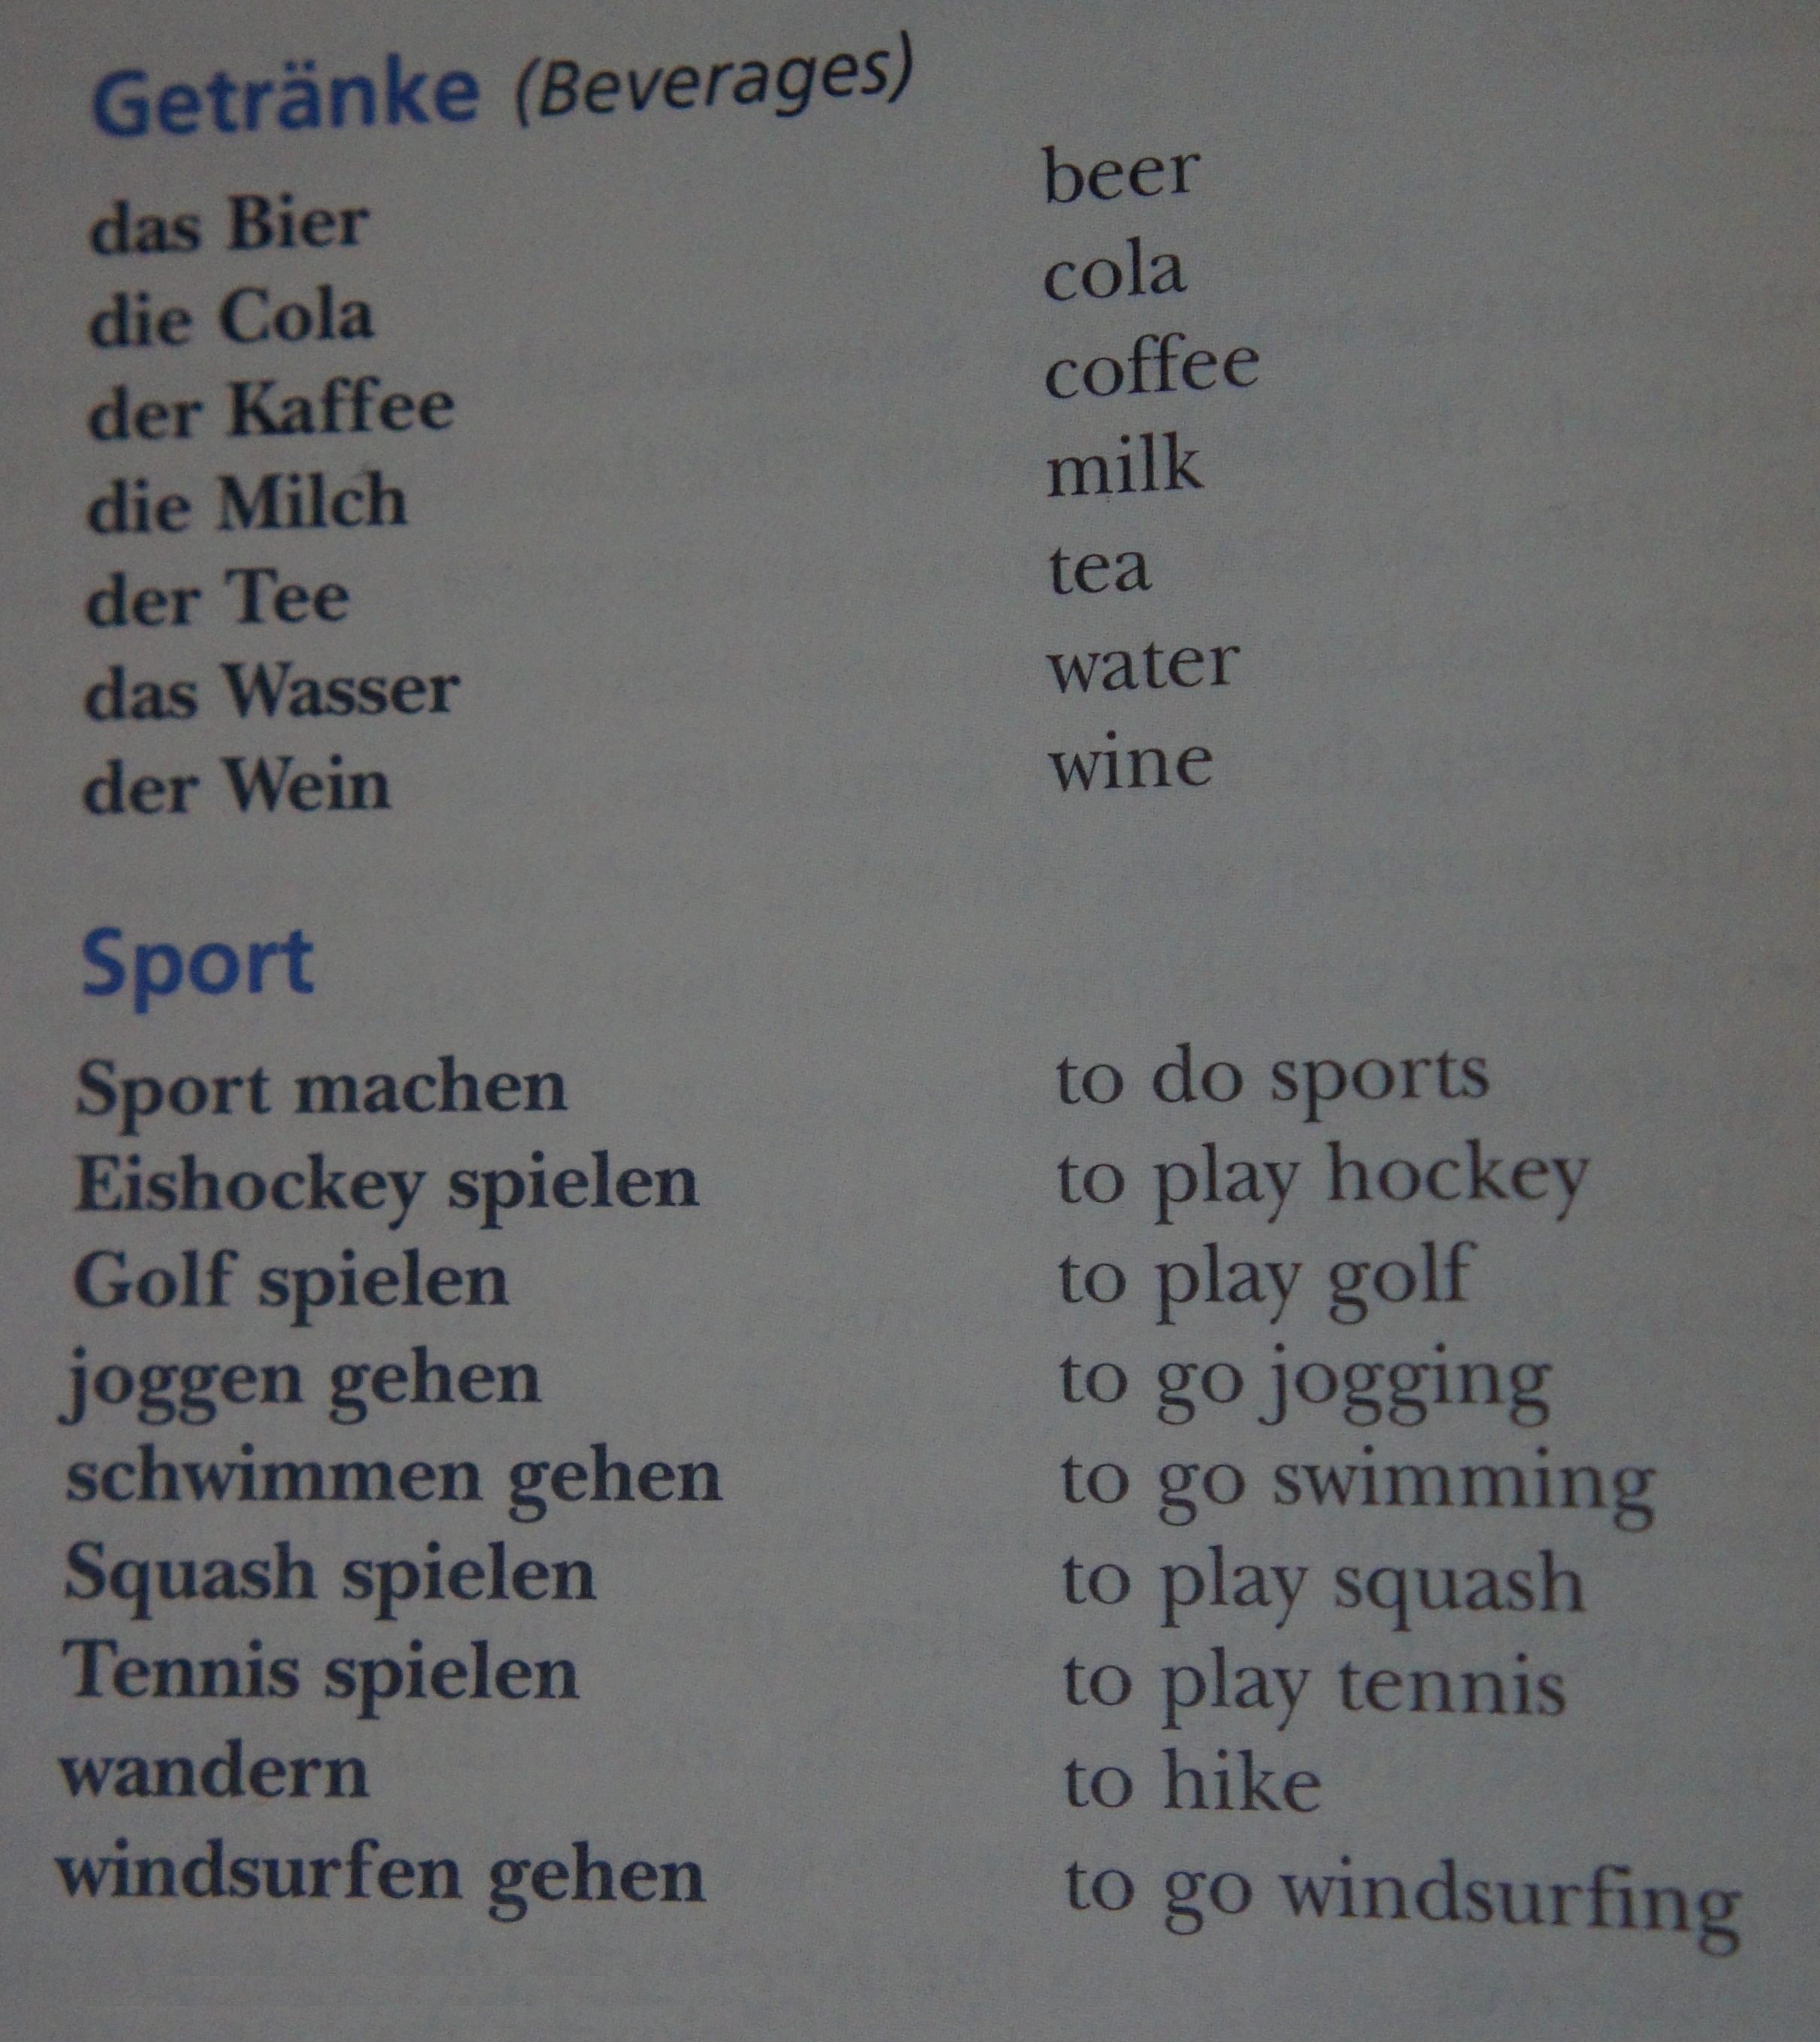 Getränke (Beverages)
das Bier beer
die Cola cola
der Kaffee coffee
die Milch milk
der Tee tea
das Wasser water
der Wein wine
Sport
Sport machen to do sports
Eishockey spielen to play hockey
Golf spielen to play golf
joggen gehen to go jogging
schwimmen gehen to go swimming
Squash spielen to play squash
Tennis spielen to play tennis
wandern to hike
windsurfen gehen to go windsurfing